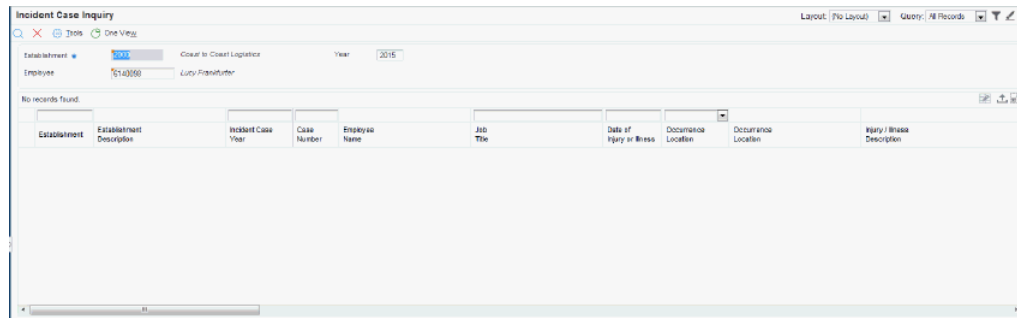 Incident Case Inquiry
Layout: (No Layout) Query: All Records
Tools One View
Establishment Coast to Coast Logistics Year 2015
Employee 6140098 Lucy Frankfurter
No records found.
Establishment
Establishment Description
Incident Case Year
Case Number
Employee Name
Job Title
Date of Injury or Illness
Occurrence Location
Occurrence Location
Injury / Illness Description